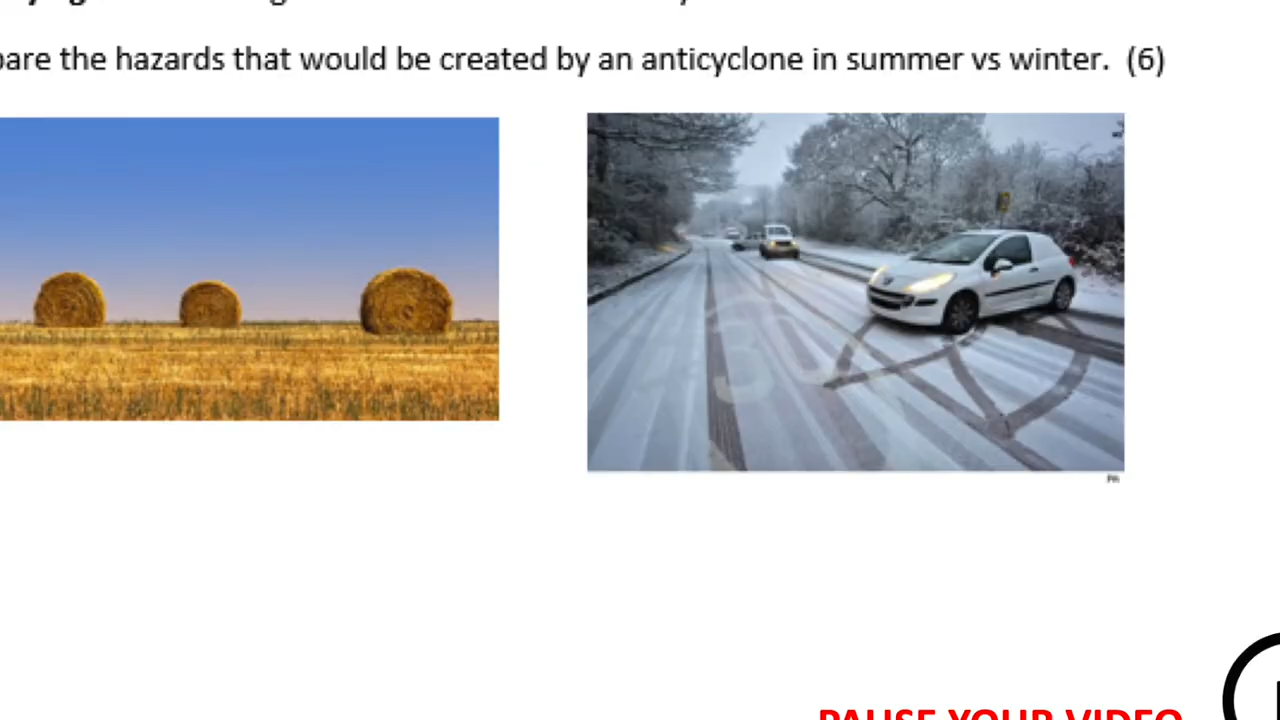 pare the hazards that would be created by an anticyclone in summer vs winter. (6)
PAUSE YOUR VIDEO